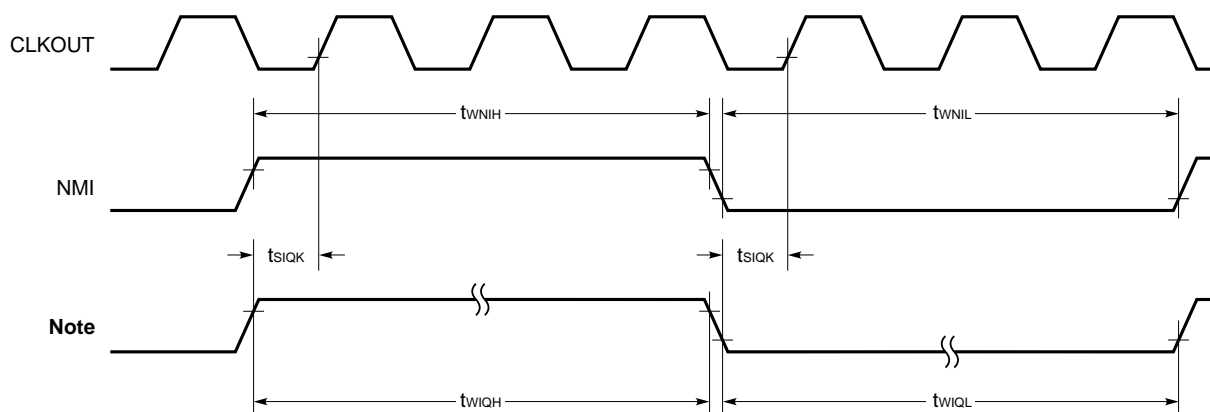 CLKOUT
tWNIH
tWNIL
NMI
tSIQK
tSIQK
Note
tWIQH
tWIQL